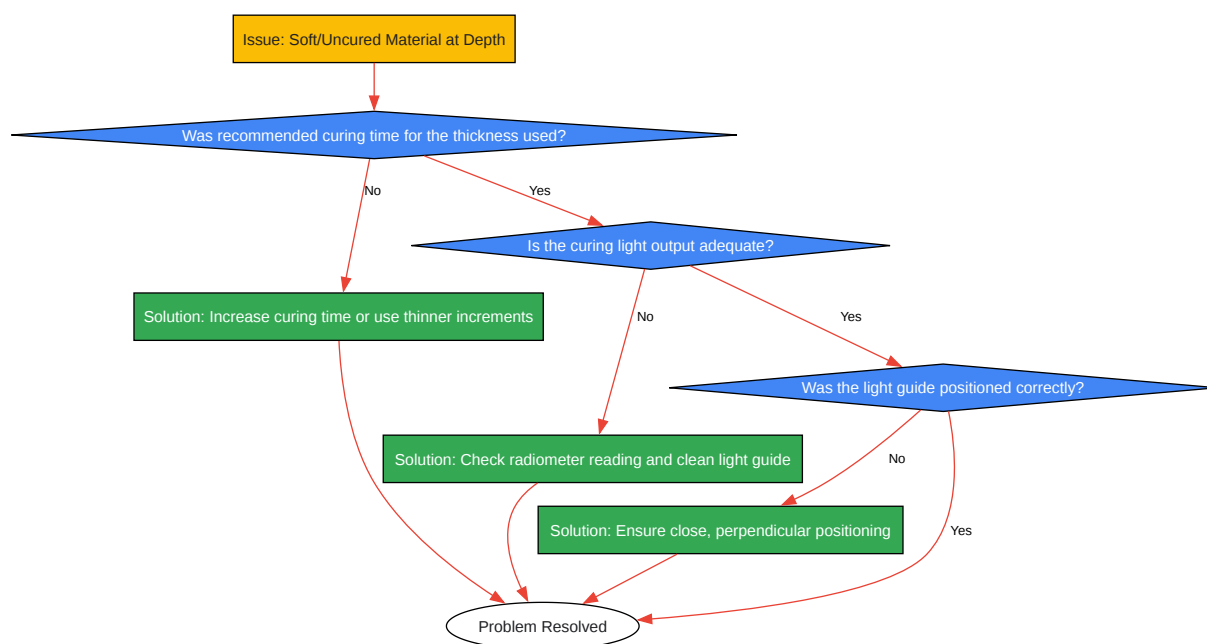 Issue: Soft/Uncured Material at Depth
Was recommended curing time for the thickness used?
No
Yes
Is the curing light output adequate?
Solution: Increase curing time or use thinner increments
No
Yes
Was the light guide positioned correctly?
Solution: Check radiometer reading and clean light guide
No
Solution: Ensure close, perpendicular positioning
Yes
Problem Resolved